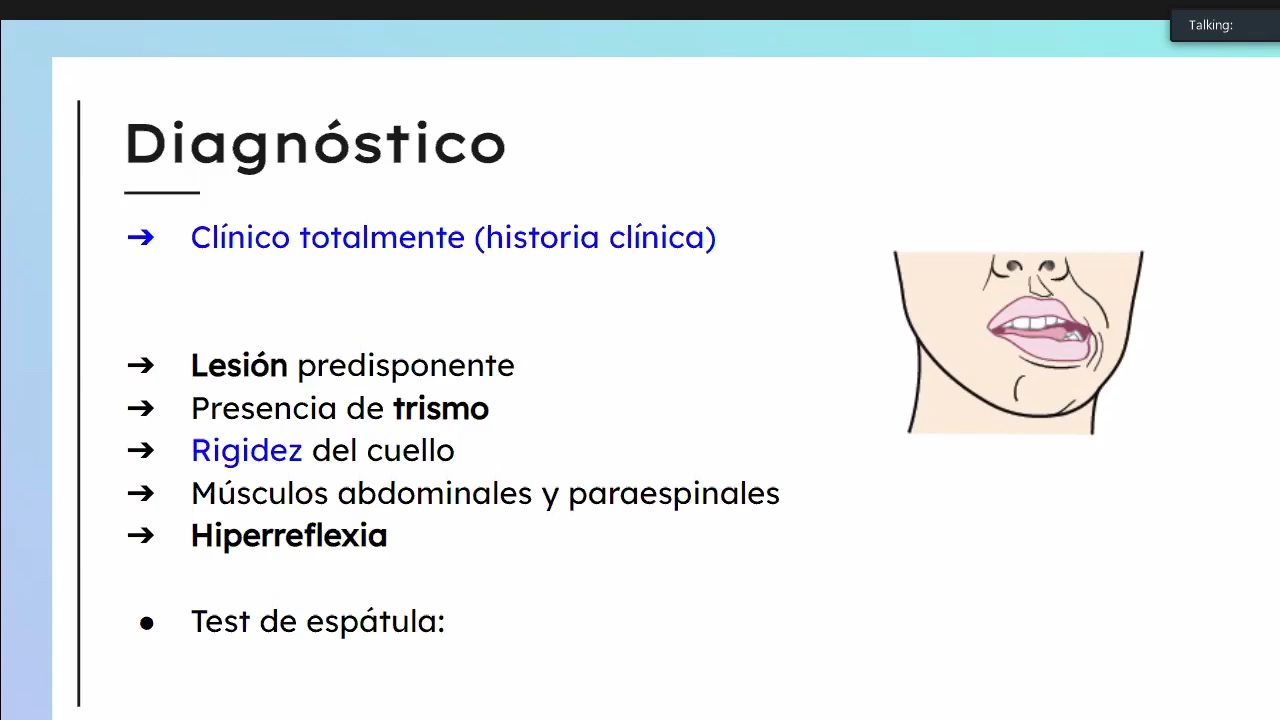 Talking:
Diagnóstico
➔ Clínico totalmente (historia clínica)
➔ Lesión predisponente
➔ Presencia de trismo
➔ Rigidez del cuello
➔ Músculos abdominales y paraespinales
➔ Hiperreflexia
● Test de espátula: